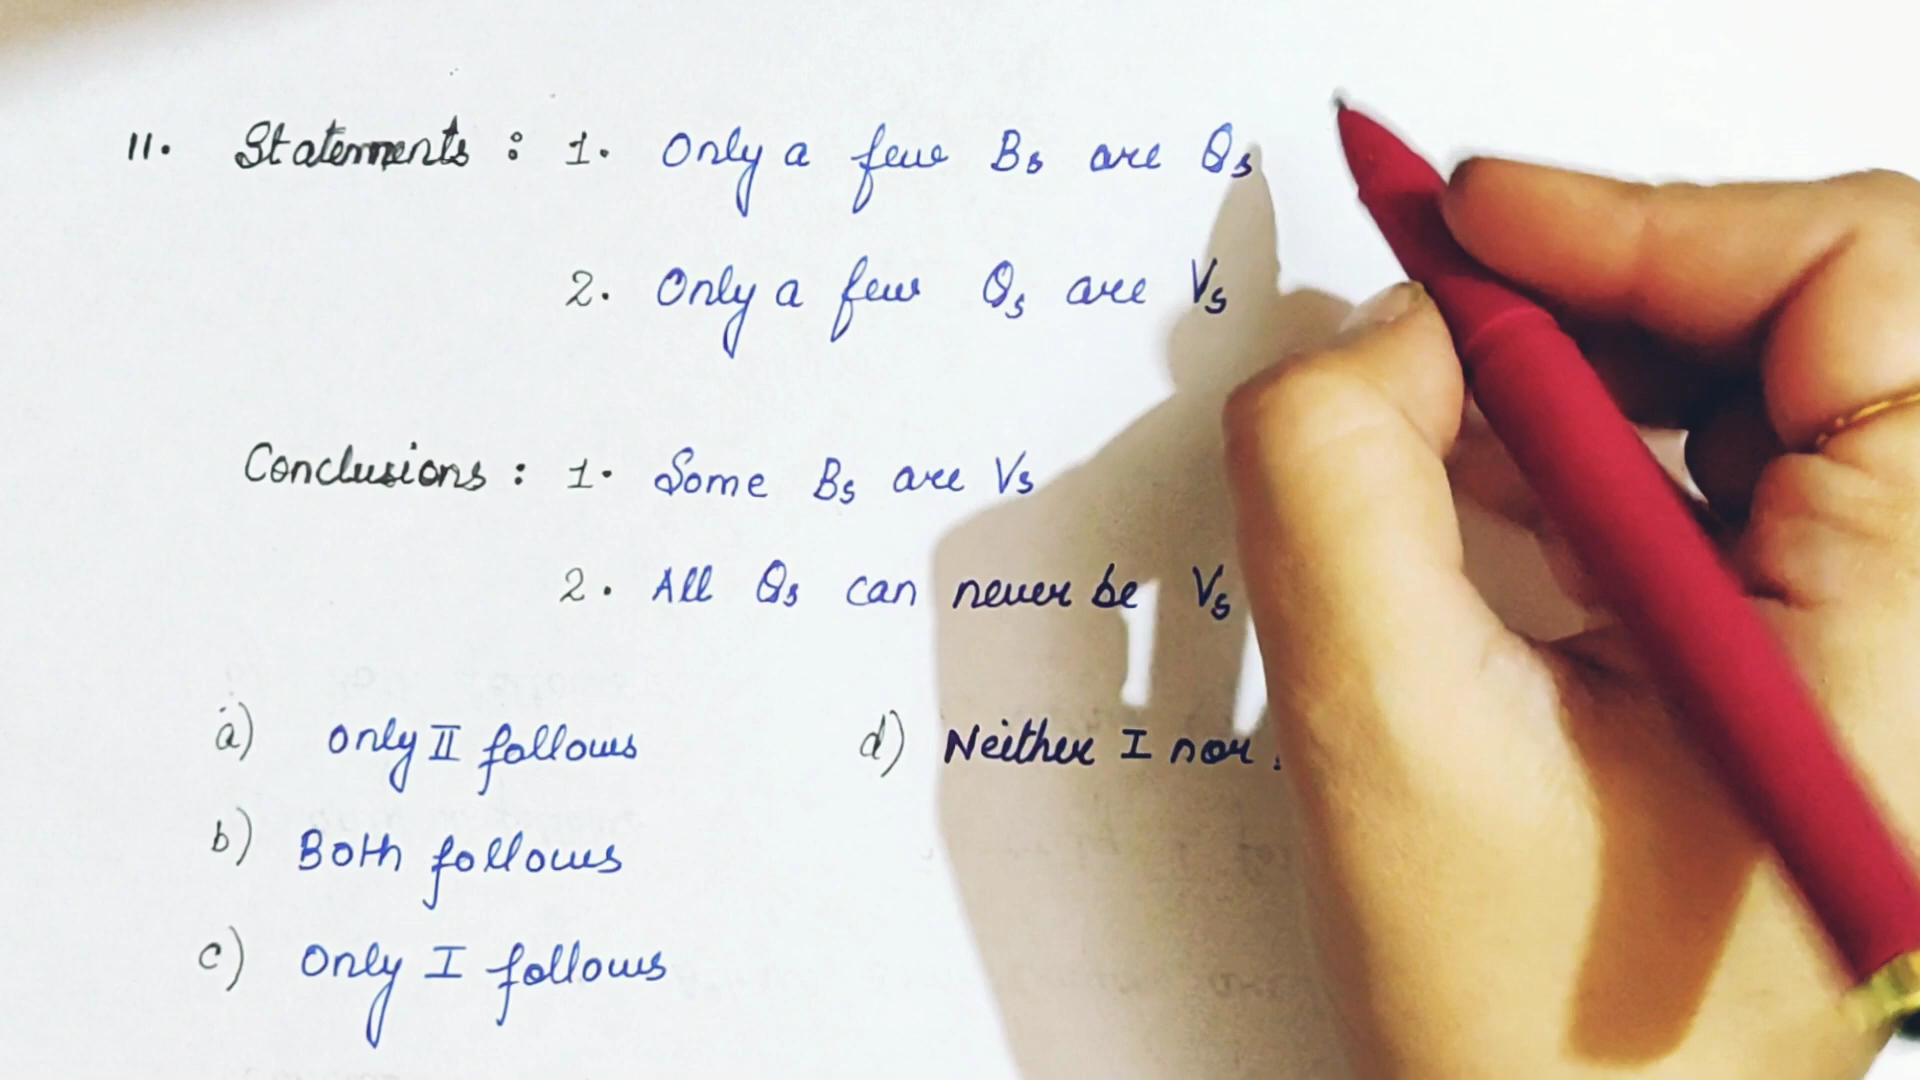 11. Statements : 1. Only a few Bs are Qs
2. Only a few Qs are Vs
Conclusions : 1. Some Bs are Vs
2. All Qs can never be Vs
a) Only II follows
d) Neither I nor
b) Both follows
c) Only I follows